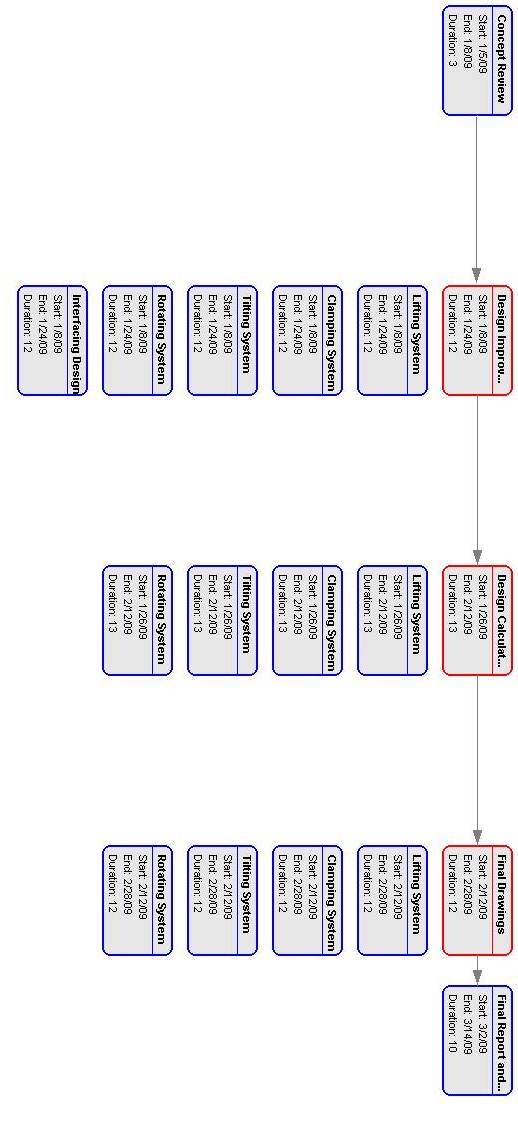 Concept Review
Start: 1/5/09
End: 1/8/09
Duration: 3
Design Improv...
Start: 1/8/09
End: 1/24/09
Duration: 12
Lifting System
Start: 1/8/09
End: 1/24/09
Duration: 12
Clamping System
Start: 1/8/09
End: 1/24/09
Duration: 12
Tilting System
Start: 1/8/09
End: 1/24/09
Duration: 12
Rotating System
Start: 1/8/09
End: 1/24/09
Duration: 12
Interfacing Design
Start: 1/8/09
End: 1/24/09
Duration: 12
Design Calculat...
Start: 1/26/09
End: 2/12/09
Duration: 13
Lifting System
Start: 1/26/09
End: 2/12/09
Duration: 13
Clamping System
Start: 1/26/09
End: 2/12/09
Duration: 13
Tilting System
Start: 1/26/09
End: 2/12/09
Duration: 13
Rotating System
Start: 1/26/09
End: 2/12/09
Duration: 13
Final Drawings
Start: 2/12/09
End: 2/28/09
Duration: 12
Lifting System
Start: 2/12/09
End: 2/28/09
Duration: 12
Clamping System
Start: 2/12/09
End: 2/28/09
Duration: 12
Tilting System
Start: 2/12/09
End: 2/28/09
Duration: 12
Rotating System
Start: 2/12/09
End: 2/28/09
Duration: 12
Final Report and...
Start: 3/2/09
End: 3/14/09
Duration: 10